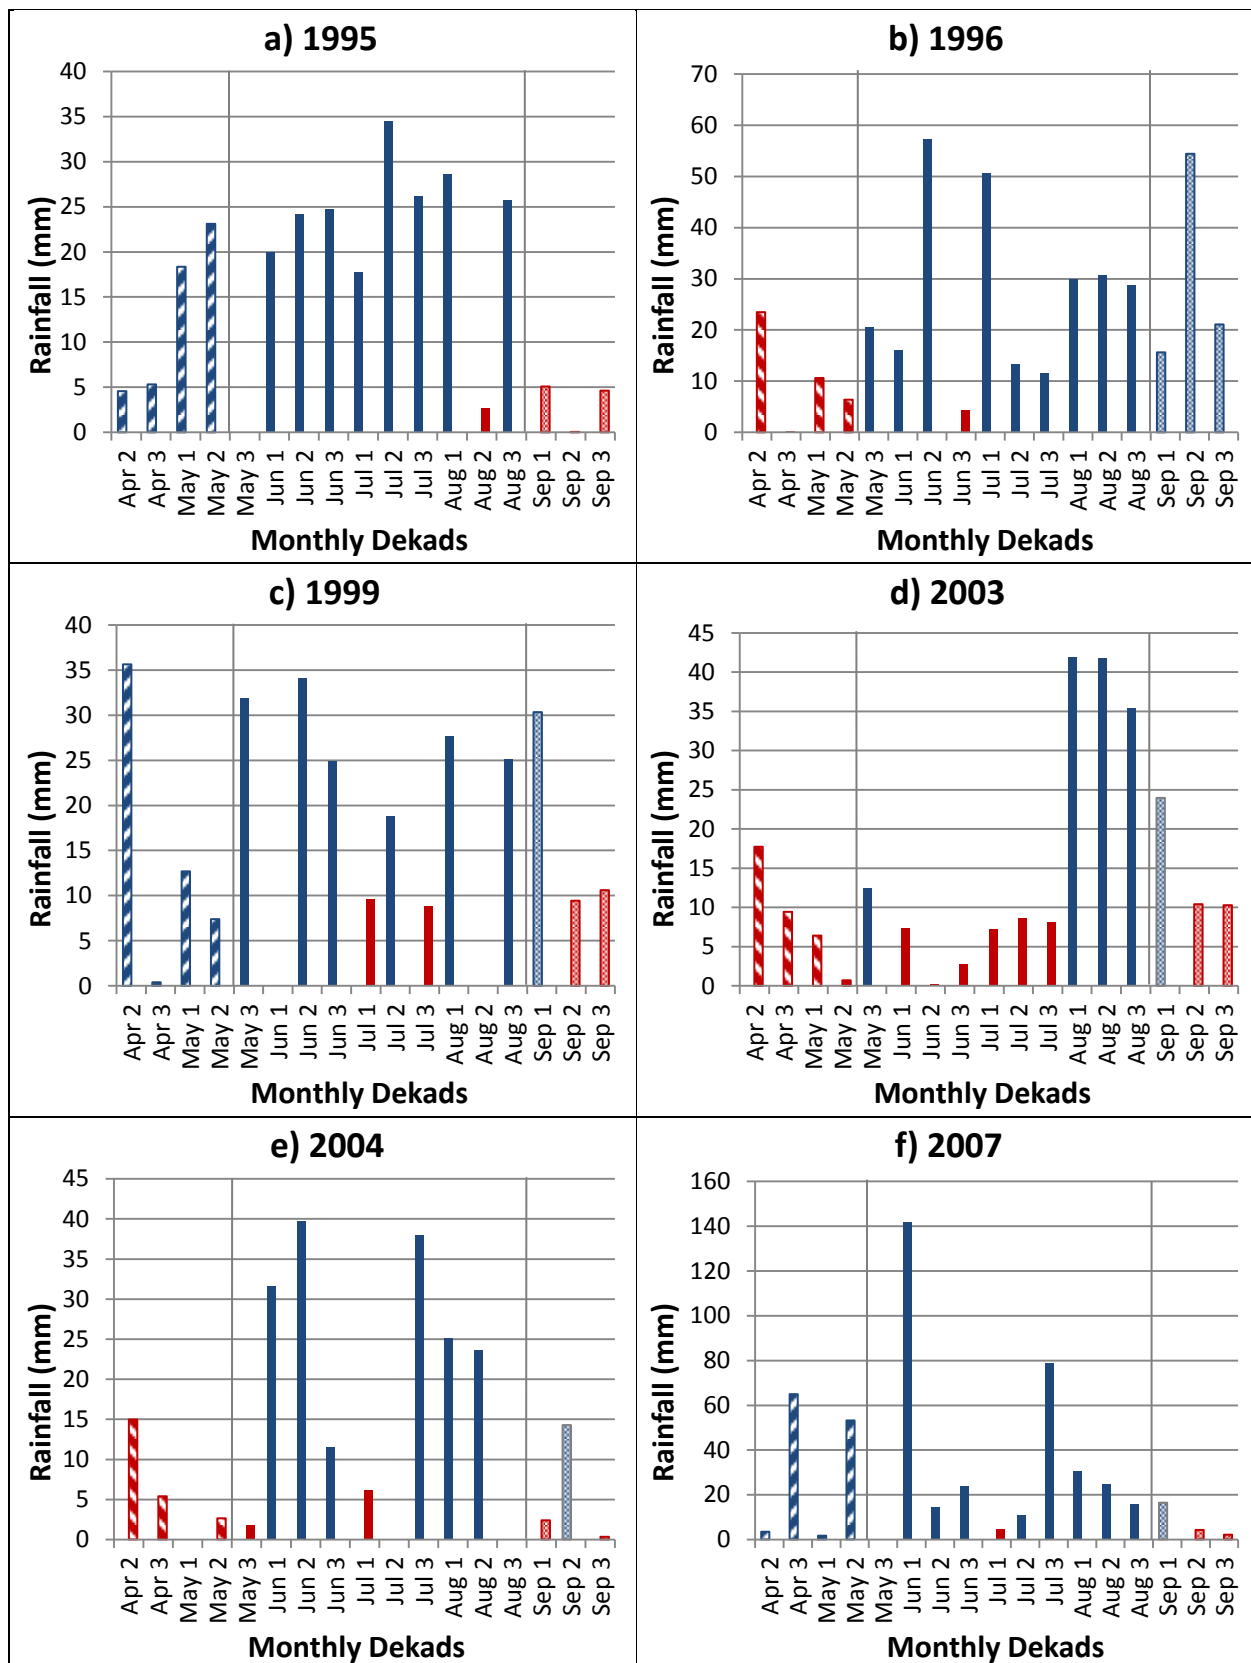 a) 1995
40
35
30
25
20
15
10
5
0
Rainfall (mm)
Apr 2
Apr 3
May 1
May 2
May 3
Jun 1
Jun 2
Jun 3
Jul 1
Jul 2
Jul 3
Aug 1
Aug 2
Aug 3
Sep 1
Sep 2
Sep 3
Monthly Dekads
b) 1996
70
60
50
40
30
20
10
0
Rainfall (mm)
Apr 2
Apr 3
May 1
May 2
May 3
Jun 1
Jun 2
Jun 3
Jul 1
Jul 2
Jul 3
Aug 1
Aug 2
Aug 3
Sep 1
Sep 2
Sep 3
Monthly Dekads
c) 1999
40
35
30
25
20
15
10
5
0
Rainfall (mm)
Apr 2
Apr 3
May 1
May 2
May 3
Jun 1
Jun 2
Jun 3
Jul 1
Jul 2
Jul 3
Aug 1
Aug 2
Aug 3
Sep 1
Sep 2
Sep 3
Monthly Dekads
d) 2003
45
40
35
30
25
20
15
10
5
0
Rainfall (mm)
Apr 2
Apr 3
May 1
May 2
May 3
Jun 1
Jun 2
Jun 3
Jul 1
Jul 2
Jul 3
Aug 1
Aug 2
Aug 3
Sep 1
Sep 2
Sep 3
Monthly Dekads
e) 2004
45
40
35
30
25
20
15
10
5
0
Rainfall (mm)
Apr 2
Apr 3
May 1
May 2
May 3
Jun 1
Jun 2
Jun 3
Jul 1
Jul 2
Jul 3
Aug 1
Aug 2
Aug 3
Sep 1
Sep 2
Sep 3
Monthly Dekads
f) 2007
160
140
120
100
80
60
40
20
0
Rainfall (mm)
Apr 2
Apr 3
May 1
May 2
May 3
Jun 1
Jun 2
Jun 3
Jul 1
Jul 2
Jul 3
Aug 1
Aug 2
Aug 3
Sep 1
Sep 2
Sep 3
Monthly Dekads